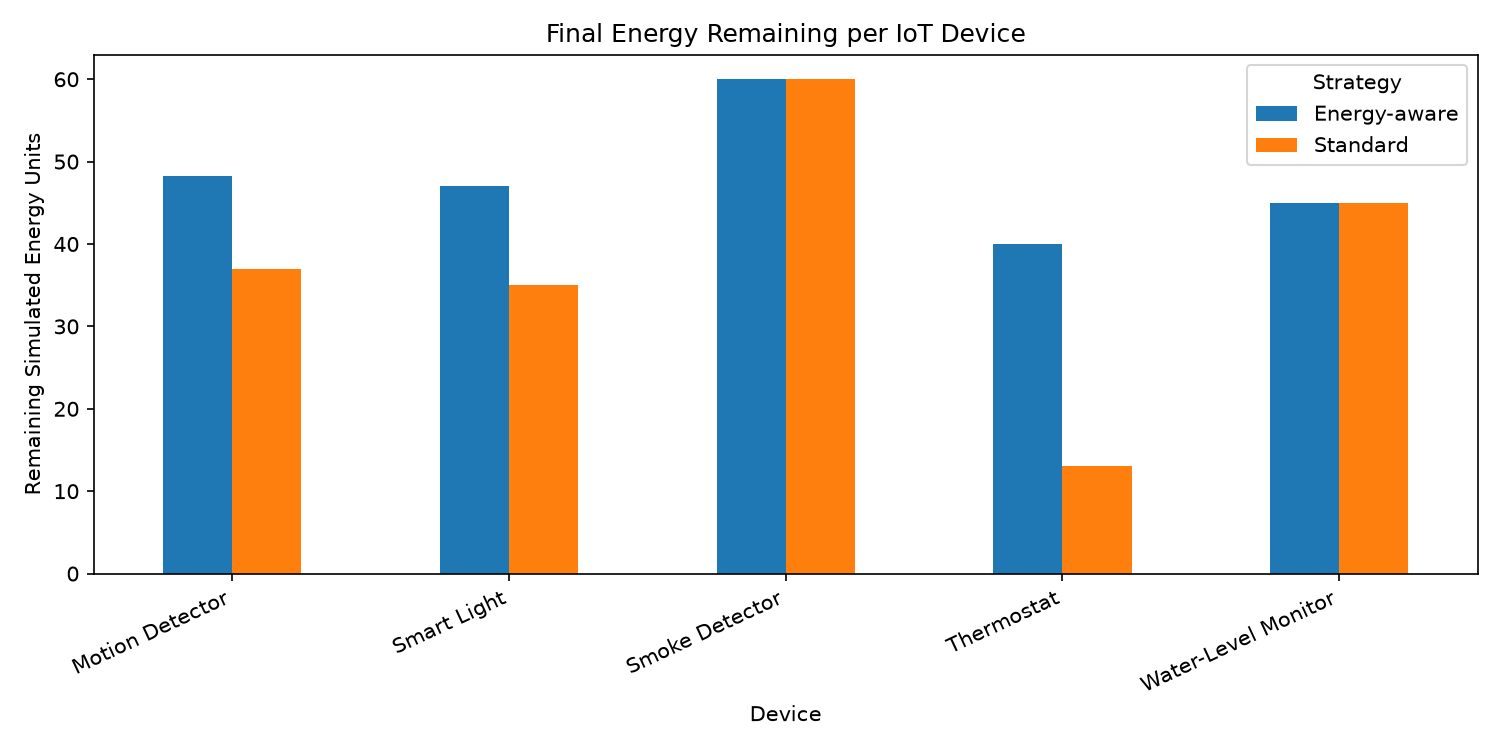 Final Energy Remaining per IoT Device
Remaining Simulated Energy Units
60
50
40
30
20
10
0
Strategy
Energy-aware
Standard
Motion Detector
Smart Light
Smoke Detector
Thermostat
Water-Level Monitor
Device